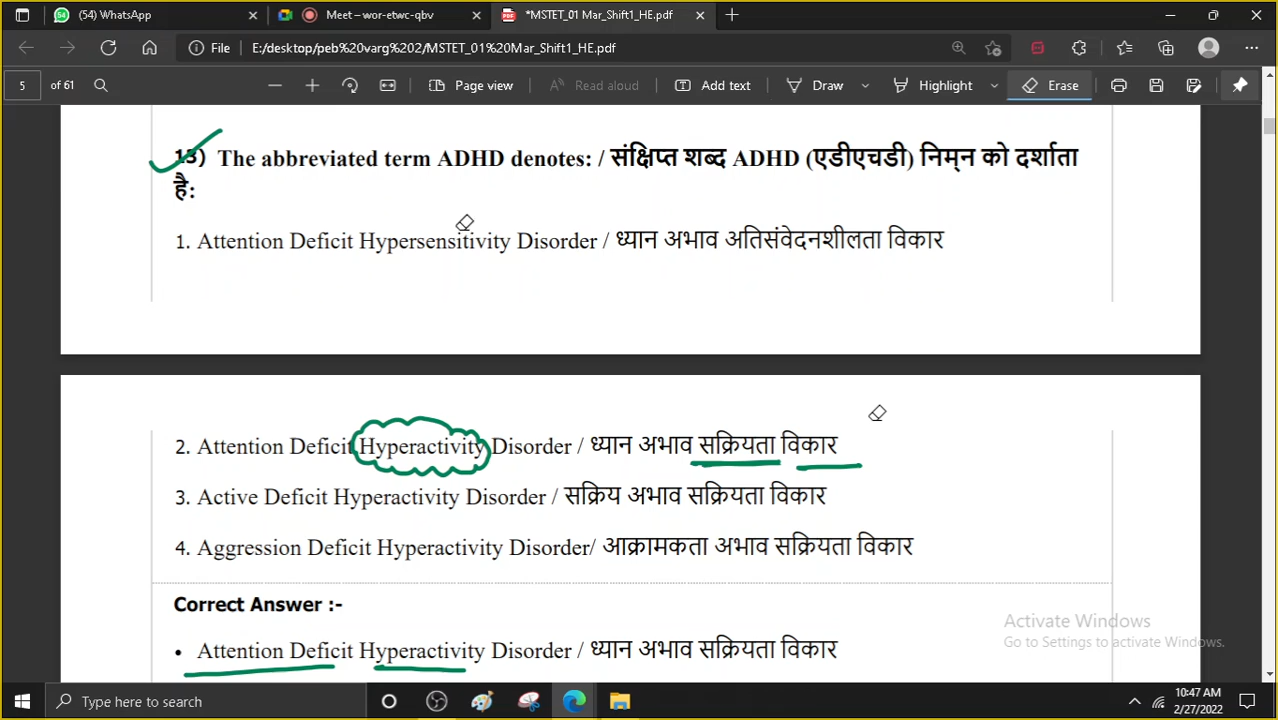 (54) WhatsApp
Meet – wor-etwc-qbv
*MSTET_01 Mar_Shift1_HE.pdf
File
E:/desktop/peb%20varg%202/MSTET_01%20Mar_Shift1_HE.pdf
5 of 61
Page view
Read aloud
Add text
Draw
Highlight
Erase
13) The abbreviated term ADHD denotes: / संक्षिप्त शब्द ADHD (एडीएचडी) निम्न को दर्शाता
है:
1. Attention Deficit Hypersensitivity Disorder / ध्यान अभाव अतिसंवेदनशीलता विकार
2. Attention Deficit Hyperactivity Disorder / ध्यान अभाव सक्रियता विकार
3. Active Deficit Hyperactivity Disorder / सक्रिय अभाव सक्रियता विकार
4. Aggression Deficit Hyperactivity Disorder/ आक्रामकता अभाव सक्रियता विकार
Correct Answer :-
• Attention Deficit Hyperactivity Disorder / ध्यान अभाव सक्रियता विकार
Activate Windows
Go to Settings to activate Windows.
Type here to search
10:47 AM
2/27/2022